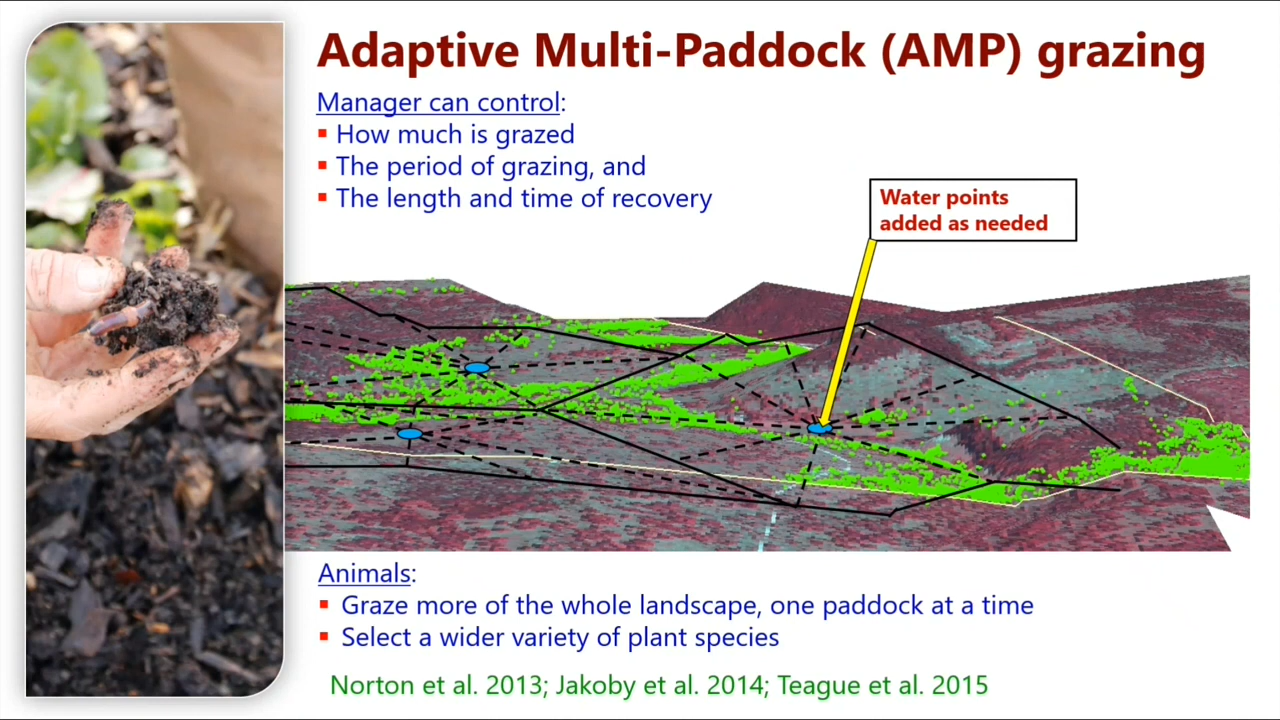 Adaptive Multi-Paddock (AMP) grazing
Manager can control:
▪ How much is grazed
▪ The period of grazing, and
▪ The length and time of recovery
Water points
added as needed
Animals:
▪ Graze more of the whole landscape, one paddock at a time
▪ Select a wider variety of plant species
Norton et al. 2013; Jakoby et al. 2014; Teague et al. 2015